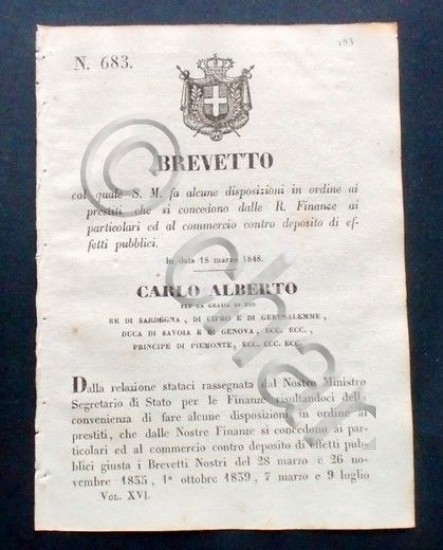 183
N. 683.
BREVETTO
col quale S. M. fa alcune disposizioni in ordine ai
prestiti che si concedono dalle R. Finanze ai
particolari ed al commercio contro deposito di ef-
fetti pubblici.
In data 18 marzo 1848.
CARLO ALBERTO
PER LA GRAZIA DI DIO
RE DI SARDEGNA, DI CIPRO E DI GERUSALEMME,
DUCA DI SAVOIA E DI GENOVA, ECC. ECC.,
PRINCIPE DI PIEMONTE, ECC. ECC. ECC.
Dalla relazione stataci rassegnata dal Nostro Ministro
Segretario di Stato per le Finanze risultandoci della
convenienza di fare alcune disposizioni in ordine ai
prestiti, che dalle Nostre Finanze si concedono ai par-
ticolari ed al commercio contro deposito di effetti pub-
blici giusta i Brevetti Nostri del 28 marzo e 26 no-
vembre 1835, 1º ottobre 1839, 7 marzo e 9 luglio
VOL. XVI.